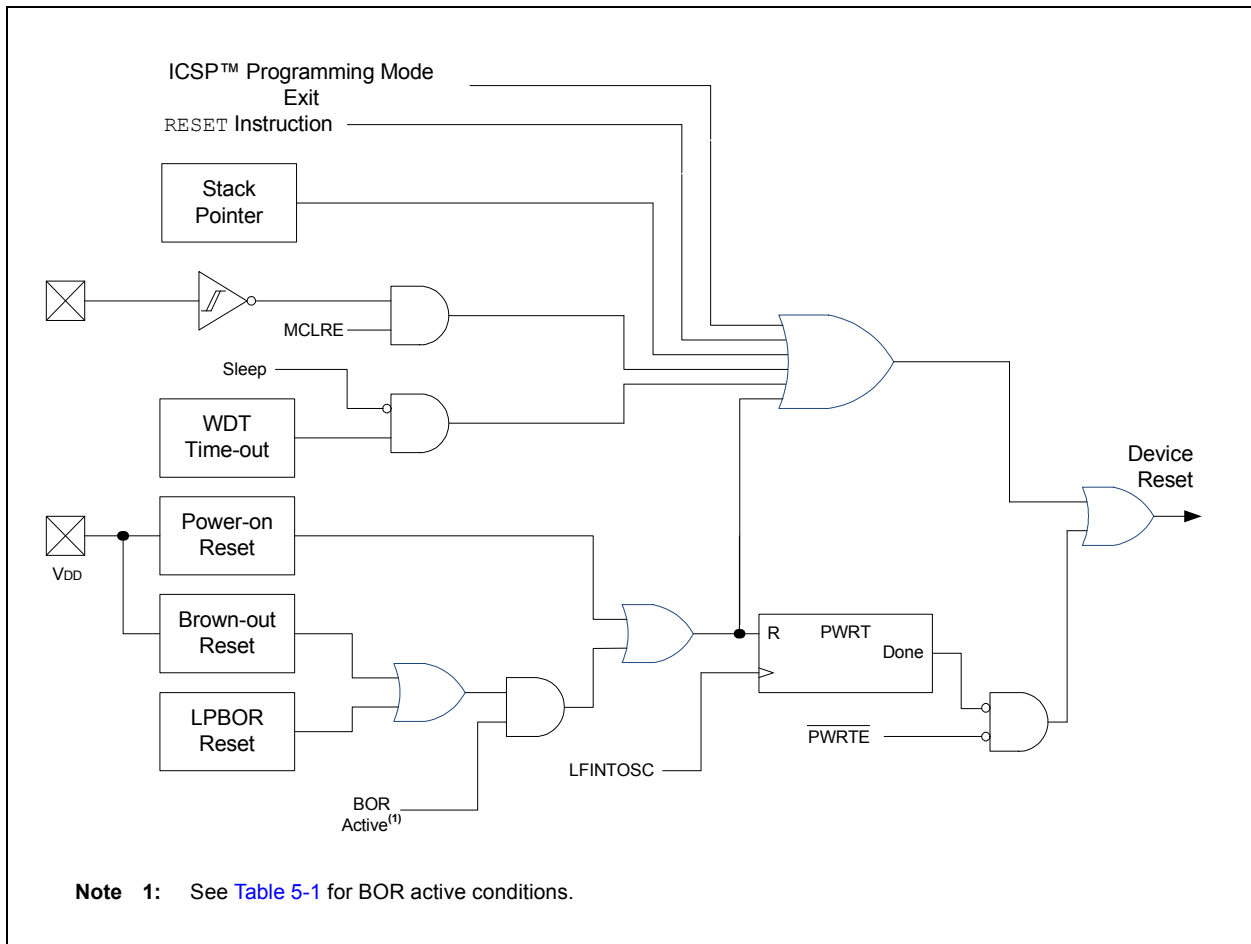 ICSP™ Programming Mode
Exit
RESET Instruction
Stack
Pointer
MCLRE
Sleep
WDT
Time-out
Device
Reset
Power-on
Reset
VDD
Brown-out
Reset
R PWRT
Done
LPBOR
Reset
PWRTE
LFINTOSC
BOR
Active(1)
Note 1: See Table 5-1 for BOR active conditions.